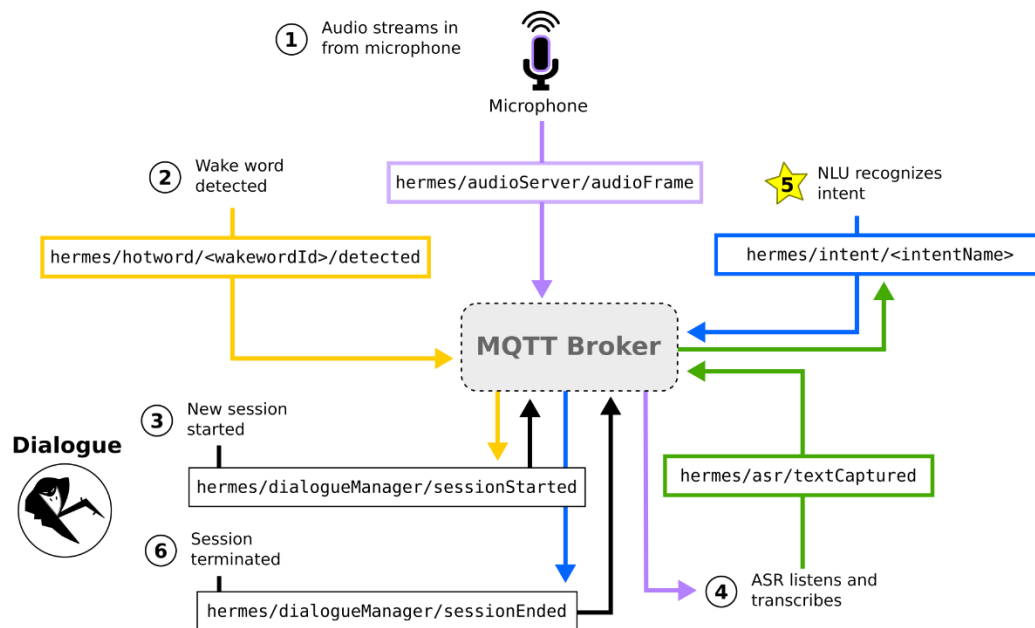 1
Audio streams in
from microphone
Microphone
2
Wake word
detected
hermes/audioServer/audioFrame
5
NLU recognizes
intent
hermes/hotword/<wakewordId>/detected
hermes/intent/<intentName>
MQTT Broker
3
New session
started
Dialogue
hermes/dialogueManager/sessionStarted
hermes/asr/textCaptured
6
Session
terminated
hermes/dialogueManager/sessionEnded
4
ASR listens and
transcribes